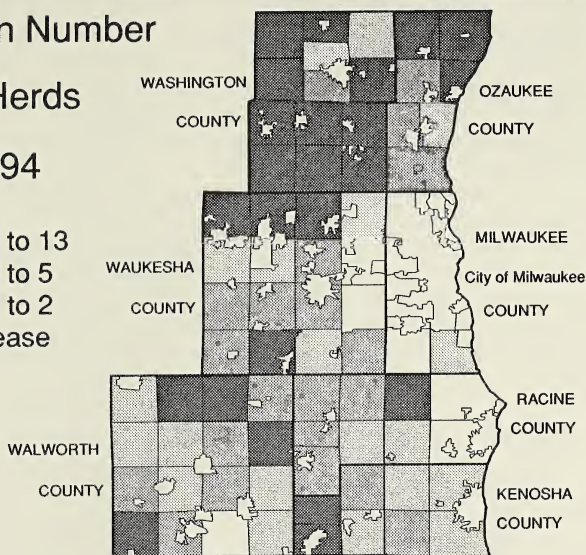 n Number
Herds
94
to 13
to 5
to 2
ease
WASHINGTON
COUNTY
OZAUKEE
COUNTY
WAUKESHA
COUNTY
MILWAUKEE
City of Milwaukee
COUNTY
RACINE
COUNTY
WALWORTH
COUNTY
KENOSHA
COUNTY